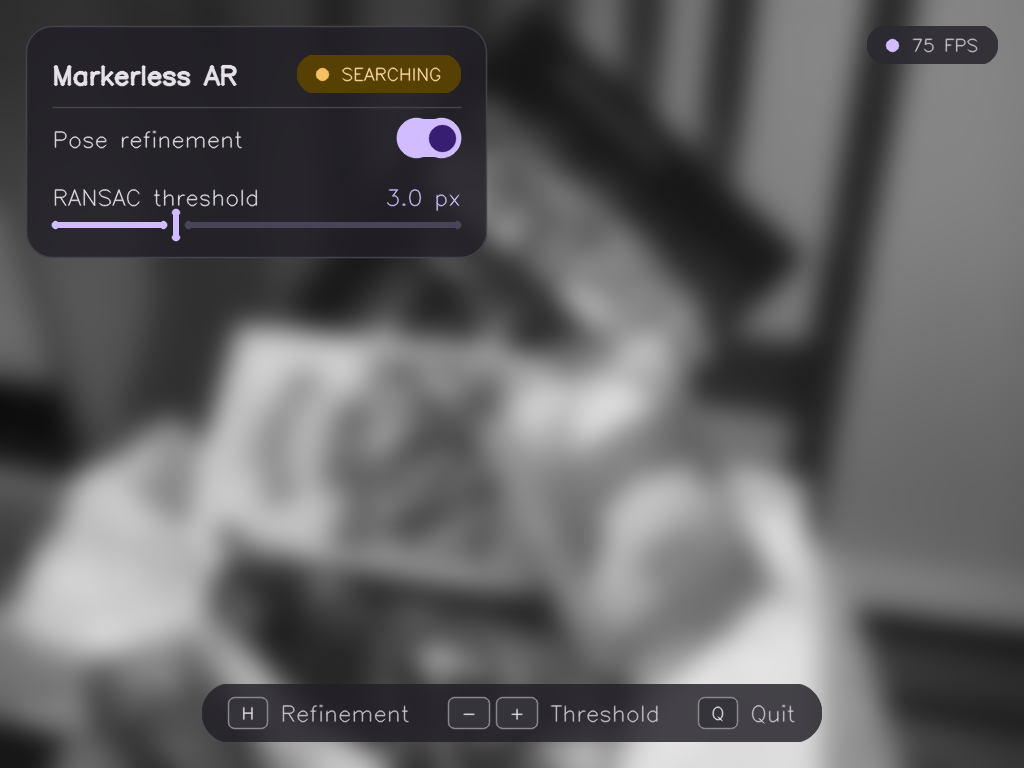 Markerless AR
SEARCHING
75 FPS
Pose refinement
RANSAC threshold
3.0 px
H Refinement
− + Threshold
Q Quit